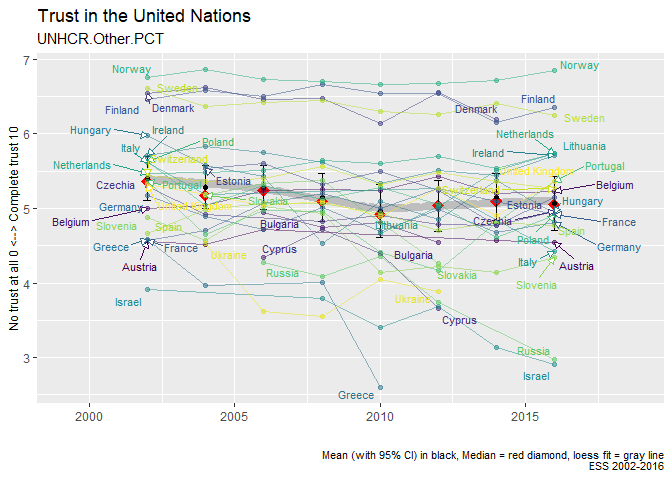 Trust in the United Nations
UNHCR.Other.PCT
No trust at all 0 <--> Complete trust 10
7
6
5
4
3
2000
2005
2010
2015
Norway
Sweden
Finland
Denmark
Hungary
Ireland
Italy
Poland
Switzerland
Netherlands
Czechia
Portugal
Estonia
Germany
United Kingdom
Belgium
Slovenia
Spain
Greece
France
Austria
Ukraine
Israel
Slovakia
Bulgaria
Cyprus
Russia
Lithuania
Bulgaria
Ukraine
Greece
Denmark
Switzerland
Czechia
Slovakia
Cyprus
Norway
Finland
Sweden
Netherlands
Ireland
Lithuania
United Kingdom
Portugal
Belgium
Estonia
Hungary
France
Spain
Poland
Germany
Italy
Austria
Slovenia
Russia
Israel
Mean (with 95% CI) in black, Median = red diamond, loess fit = gray line
ESS 2002-2016